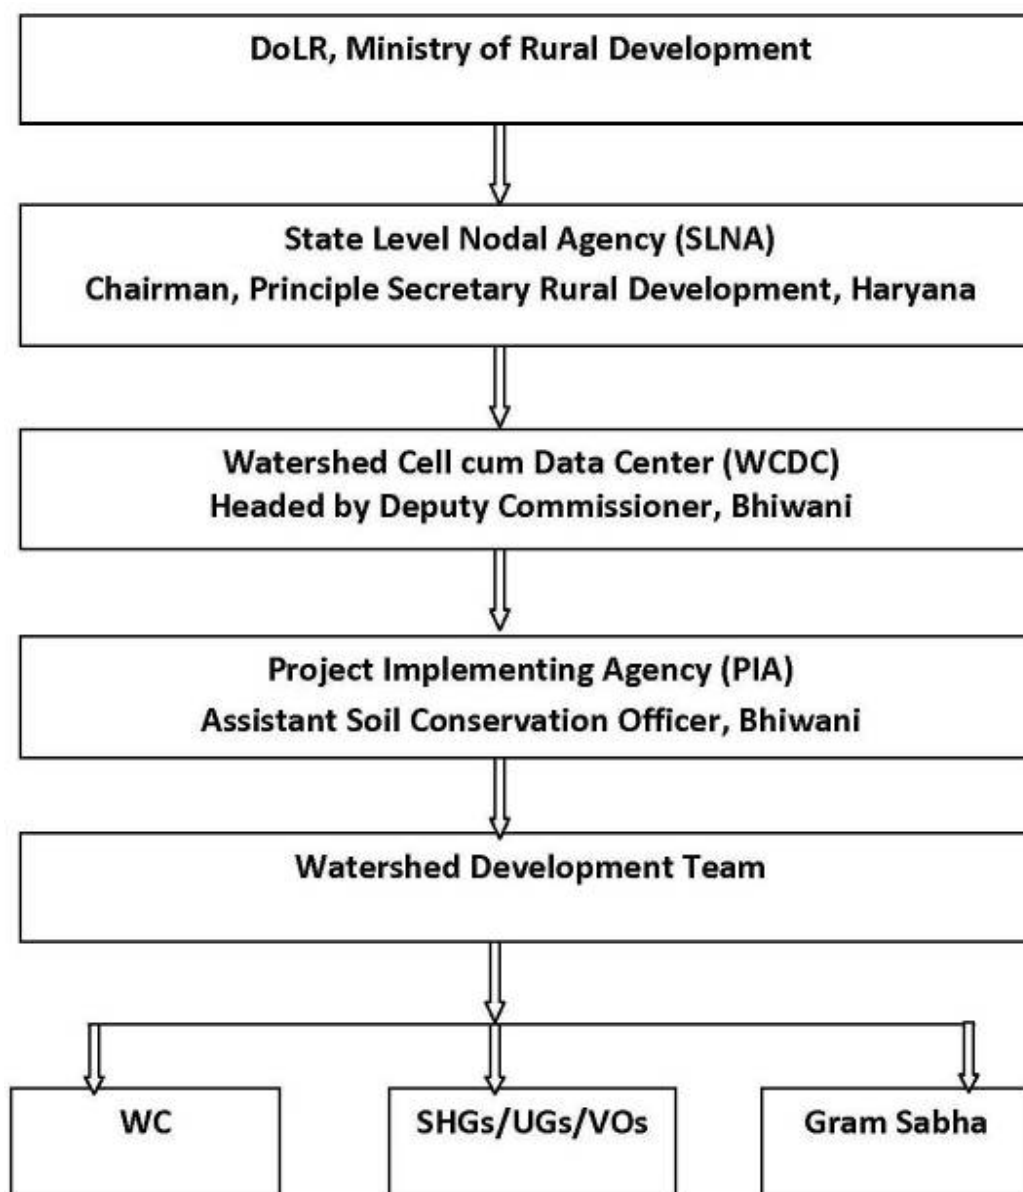 DoLR, Ministry of Rural Development
State Level Nodal Agency (SLNA)
Chairman, Principle Secretary Rural Development, Haryana
Watershed Cell cum Data Center (WCDC)
Headed by Deputy Commissioner, Bhiwani
Project Implementing Agency (PIA)
Assistant Soil Conservation Officer, Bhiwani
Watershed Development Team
WC
SHGs/UGs/VOs
Gram Sabha